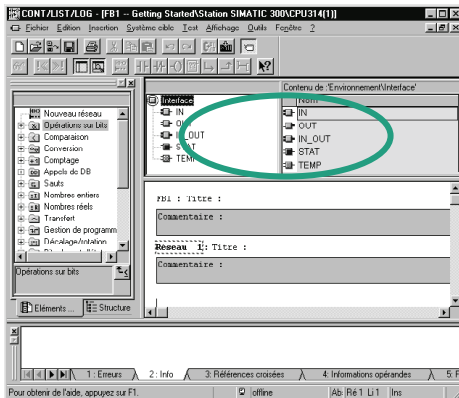 CONT/LIST/LOG - [FB1 -- Getting Started\Station SIMATIC 300\CPU314(1)]
Fichier Edition Insertion Système cible Test Affichage Outils Fenêtre ?
Contenu de :'Environnement\Interface'
Interface
IN
OUT
IN_OUT
STAT
TEMP
Nom
IN
OUT
IN_OUT
STAT
TEMP
Nouveau réseau
Opérations sur bits
Comparaison
Conversion
Comptage
Appels de DB
Sauts
Nombres entiers
Nombres réels
Transfert
Gestion de programm
Décalage/rotation
Opérations sur bits
Eléments ...
Structure
FB1 : Titre :
Commentaire :
Réseau 1: Titre :
Commentaire :
1 : Erreurs
2 : Info
3: Références croisées
4: Informations opérandes
5: F
Pour obtenir de l'aide, appuyez sur F1.
offline
Ab Ré 1 Li 1
Ins